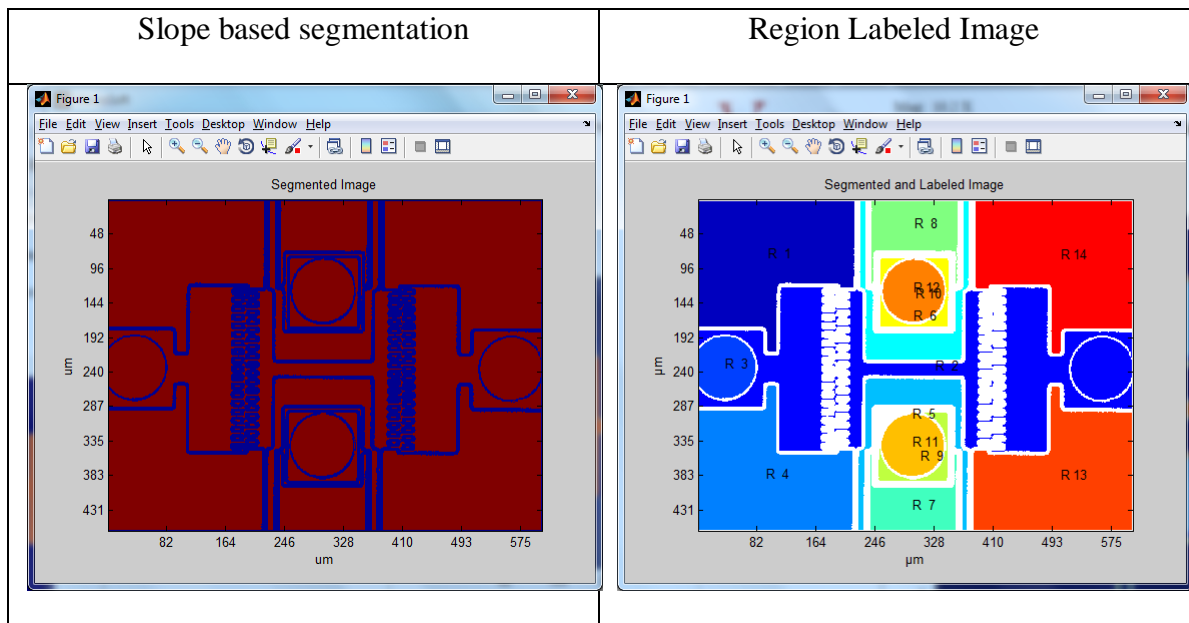 Slope based segmentation
Region Labeled Image
Figure 1
File Edit View Insert Tools Desktop Window Help
Segmented Image
48
96
144
192
240
287
335
383
431
um
82 164 246 328 410 493 575
um
Figure 1
File Edit View Insert Tools Desktop Window Help
Segmented and Labeled Image
48
96
144
192
240
287
335
383
431
µm
R 8
R 1
R 14
R 12
R 10
R 6
R 3
R 2
R 5
R 11
R 9
R 4
R 13
R 7
82 164 246 328 410 493 575
µm